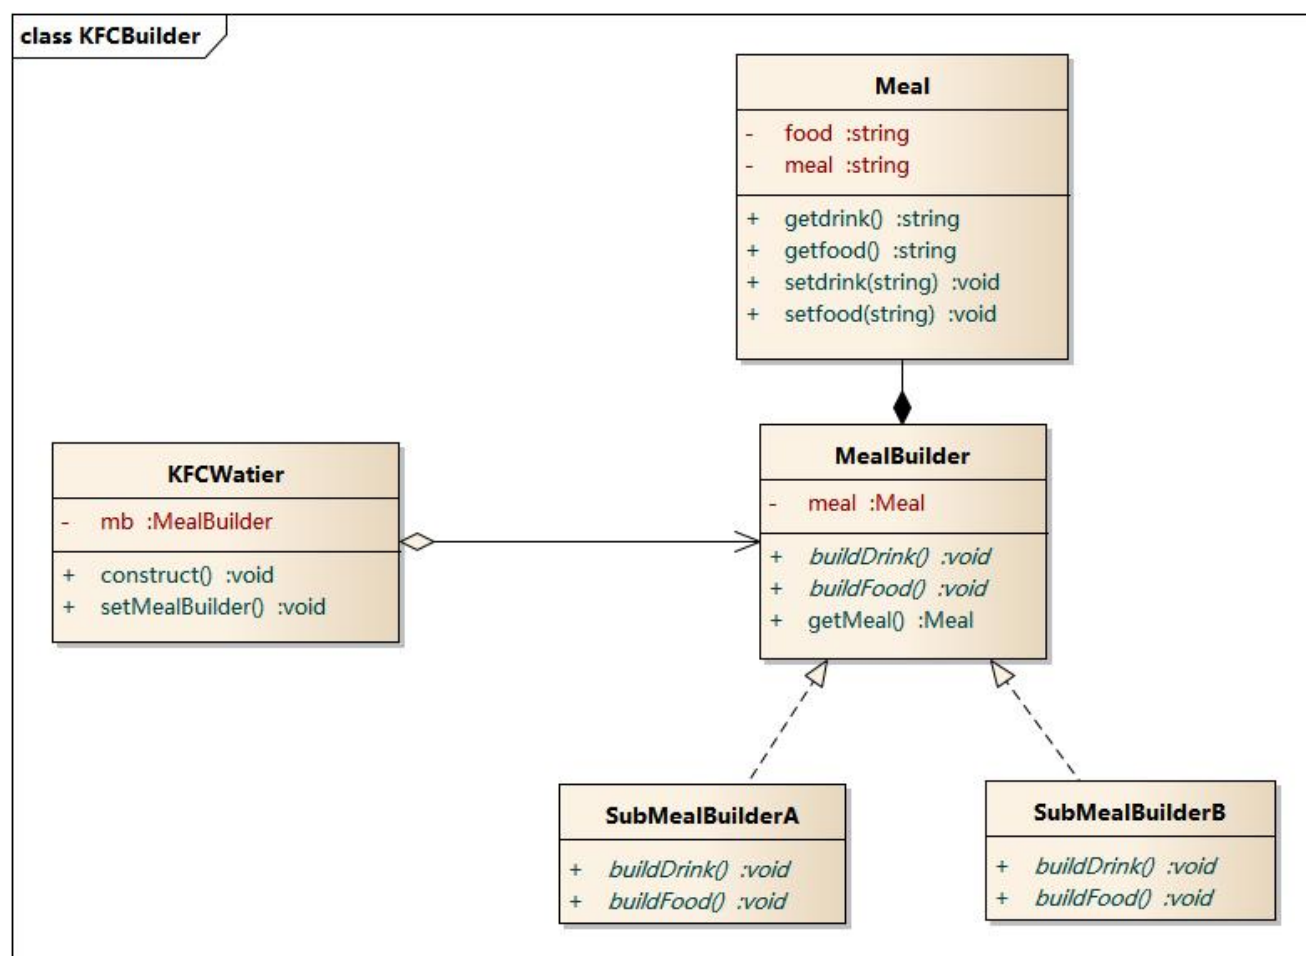 class KFCBuilder
Meal
- food :string
- meal :string
+ getdrink() :string
+ getfood() :string
+ setdrink(string) :void
+ setfood(string) :void
KFCWatier
- mb :MealBuilder
+ construct() :void
+ setMealBuilder() :void
MealBuilder
- meal :Meal
+ buildDrink() :void
+ buildFood() :void
+ getMeal() :Meal
SubMealBuilderA
+ buildDrink() :void
+ buildFood() :void
SubMealBuilderB
+ buildDrink() :void
+ buildFood() :void